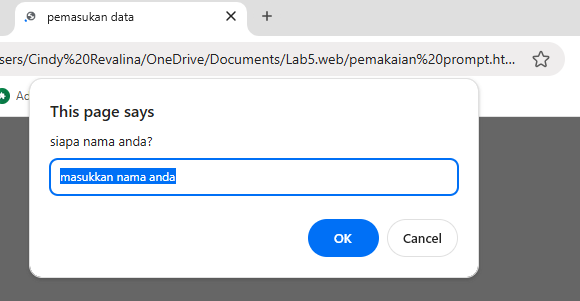 pemasukan data
sers/Cindy%20Revalina/OneDrive/Documents/Lab5.web/pemakaian%20prompt.ht...
This page says
siapa nama anda?
masukkan nama anda
OK
Cancel